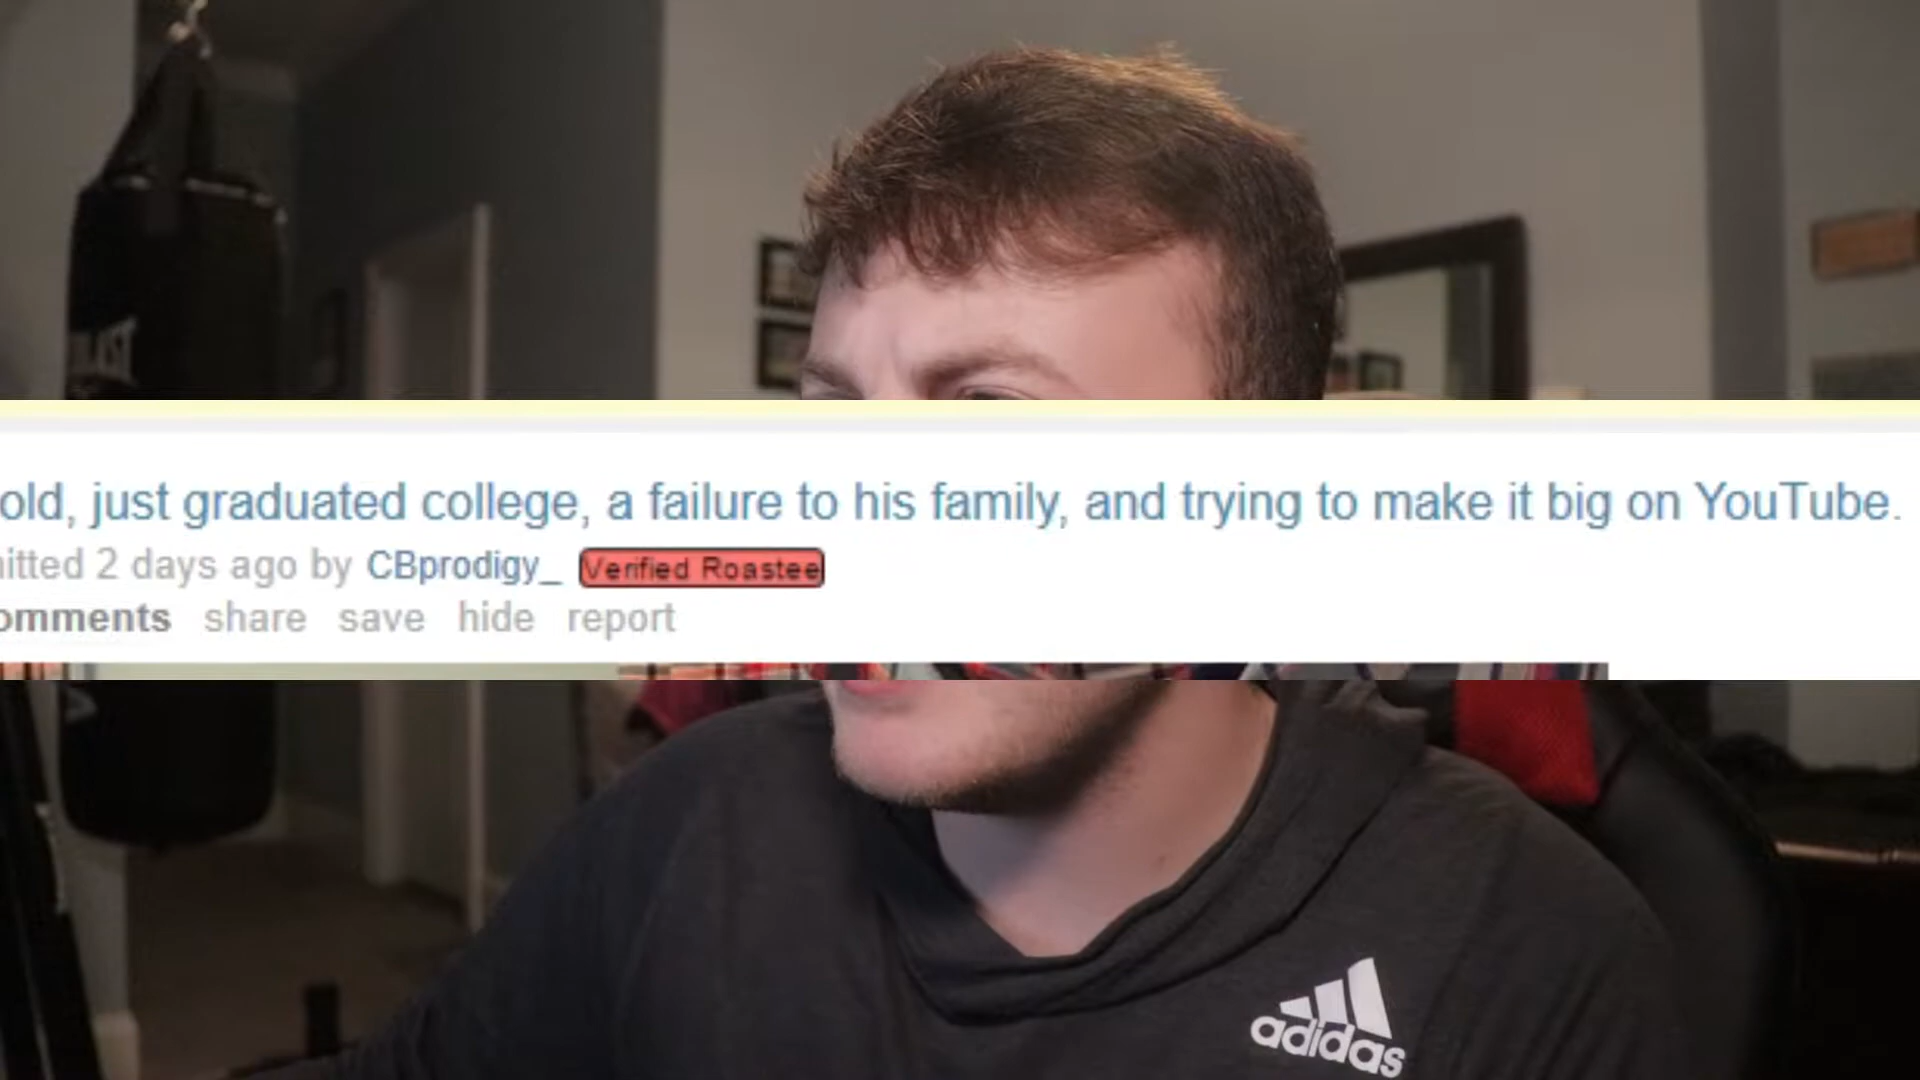 old, just graduated college, a failure to his family, and trying to make it big on YouTube.
itted 2 days ago by CBprodigy_ Verified Roastee
omments share save hide report
adidas